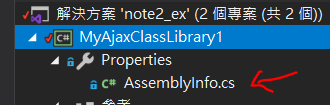 解決方案 'note2_ex' (2 個專案 (共 2 個))
C# MyAjaxClassLibrary1
Properties
C# AssemblyInfo.cs
參考